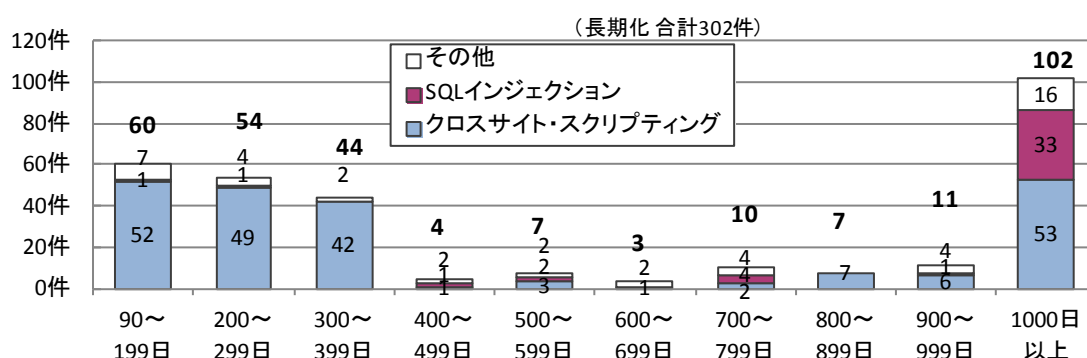 （長期化 合計302件）
120件
100件
80件
60件
40件
20件
0件
その他
SQLインジェクション
クロスサイト・スクリプティング
60 54 44 4 7 3 10 7 11 102
7 4 2 2 2 2 4 4 16
1 1 1 2 4 1 33
52 49 42 1 3 1 2 7 6 53
90～ 200～ 300～ 400～ 500～ 600～ 700～ 800～ 900～ 1000日
199日 299日 399日 499日 599日 699日 799日 899日 999日 以上